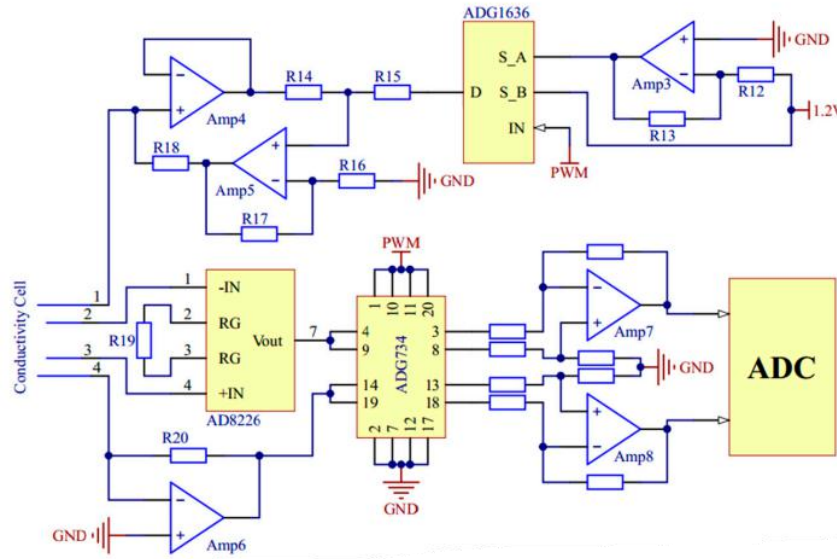 ADG1636
S_A
D
S_B
IN
PWM
Amp3
GND
R12
R13
1.2V
R14
R15
Amp4
R18
Amp5
R16
GND
R17
Conductivity Cell
1
2
3
4
R19
1
-IN
2
RG
3
RG
4
+IN
Vout
7
AD8226
R20
GND
Amp6
PWM
1
10
11
20
4
9
14
19
ADG734
3
8
13
18
2
7
12
17
GND
Amp7
GND
Amp8
ADC